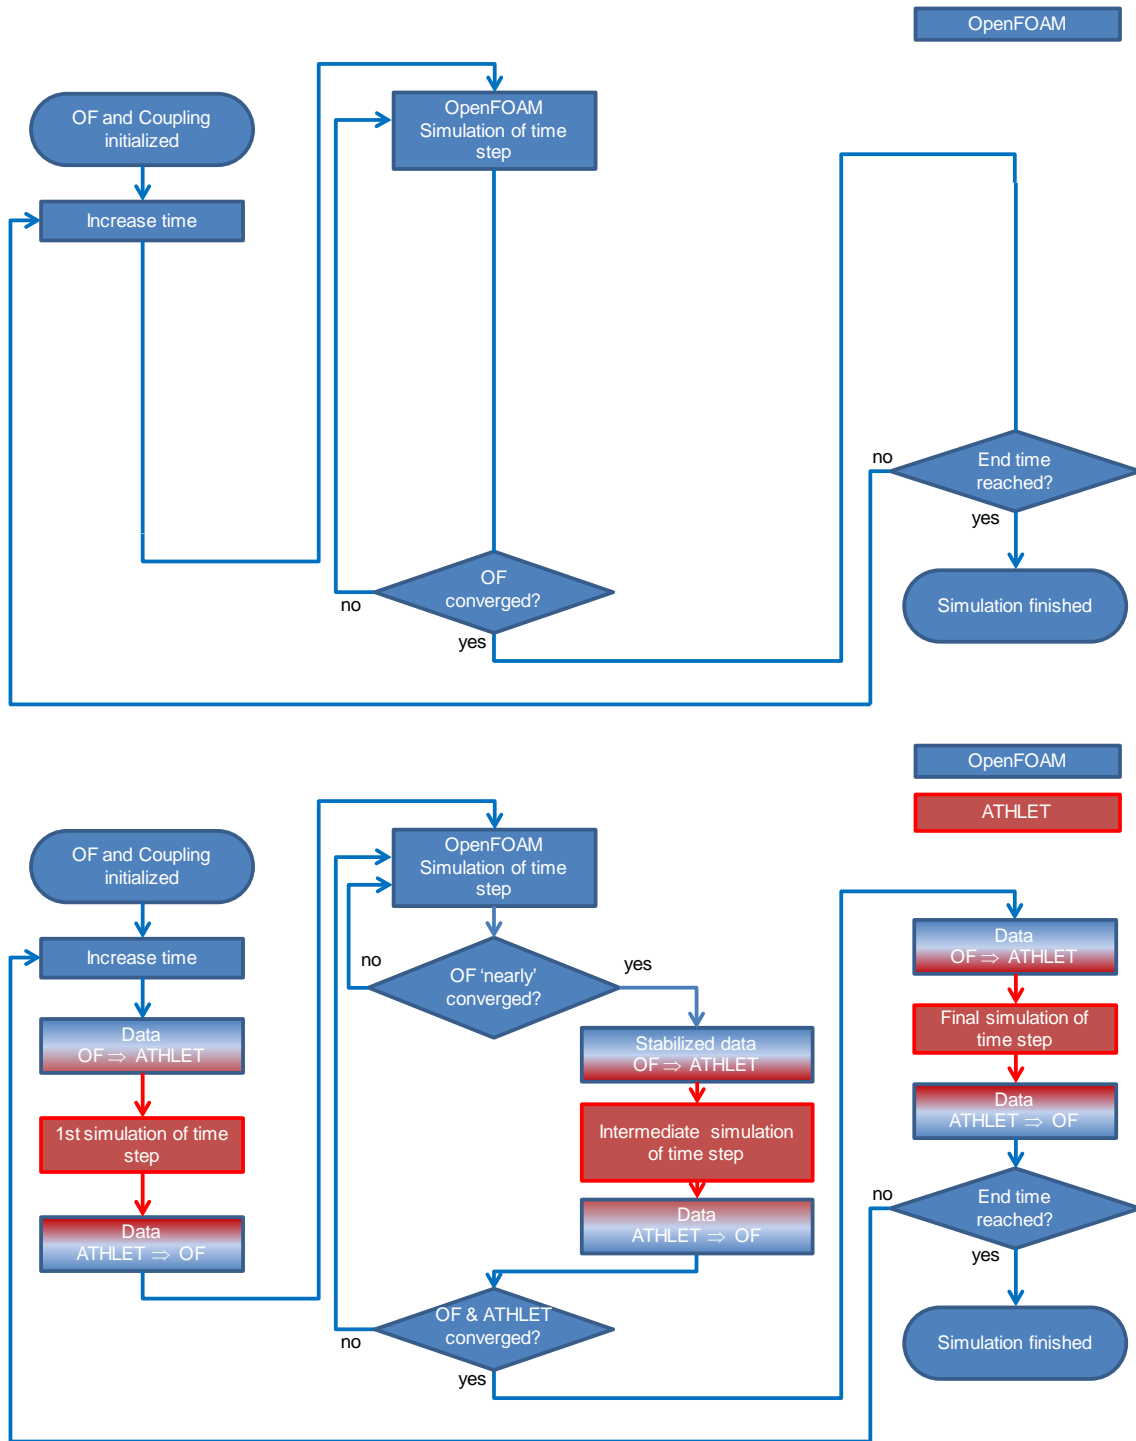 OpenFOAM
OF and Coupling
initialized
Increase time
OpenFOAM
Simulation of time
step
OF
converged?
no
yes
End time
reached?
no
yes
Simulation finished
OpenFOAM
ATHLET
OF and Coupling
initialized
Increase time
Data
OF ⇒ ATHLET
1st simulation of time
step
Data
ATHLET ⇒ OF
OpenFOAM
Simulation of time
step
OF ‘nearly’
converged?
no
yes
Stabilized data
OF ⇒ ATHLET
Intermediate simulation
of time step
Data
ATHLET ⇒ OF
OF & ATHLET
converged?
no
yes
Data
OF ⇒ ATHLET
Final simulation of
time step
Data
ATHLET ⇒ OF
End time
reached?
no
yes
Simulation finished